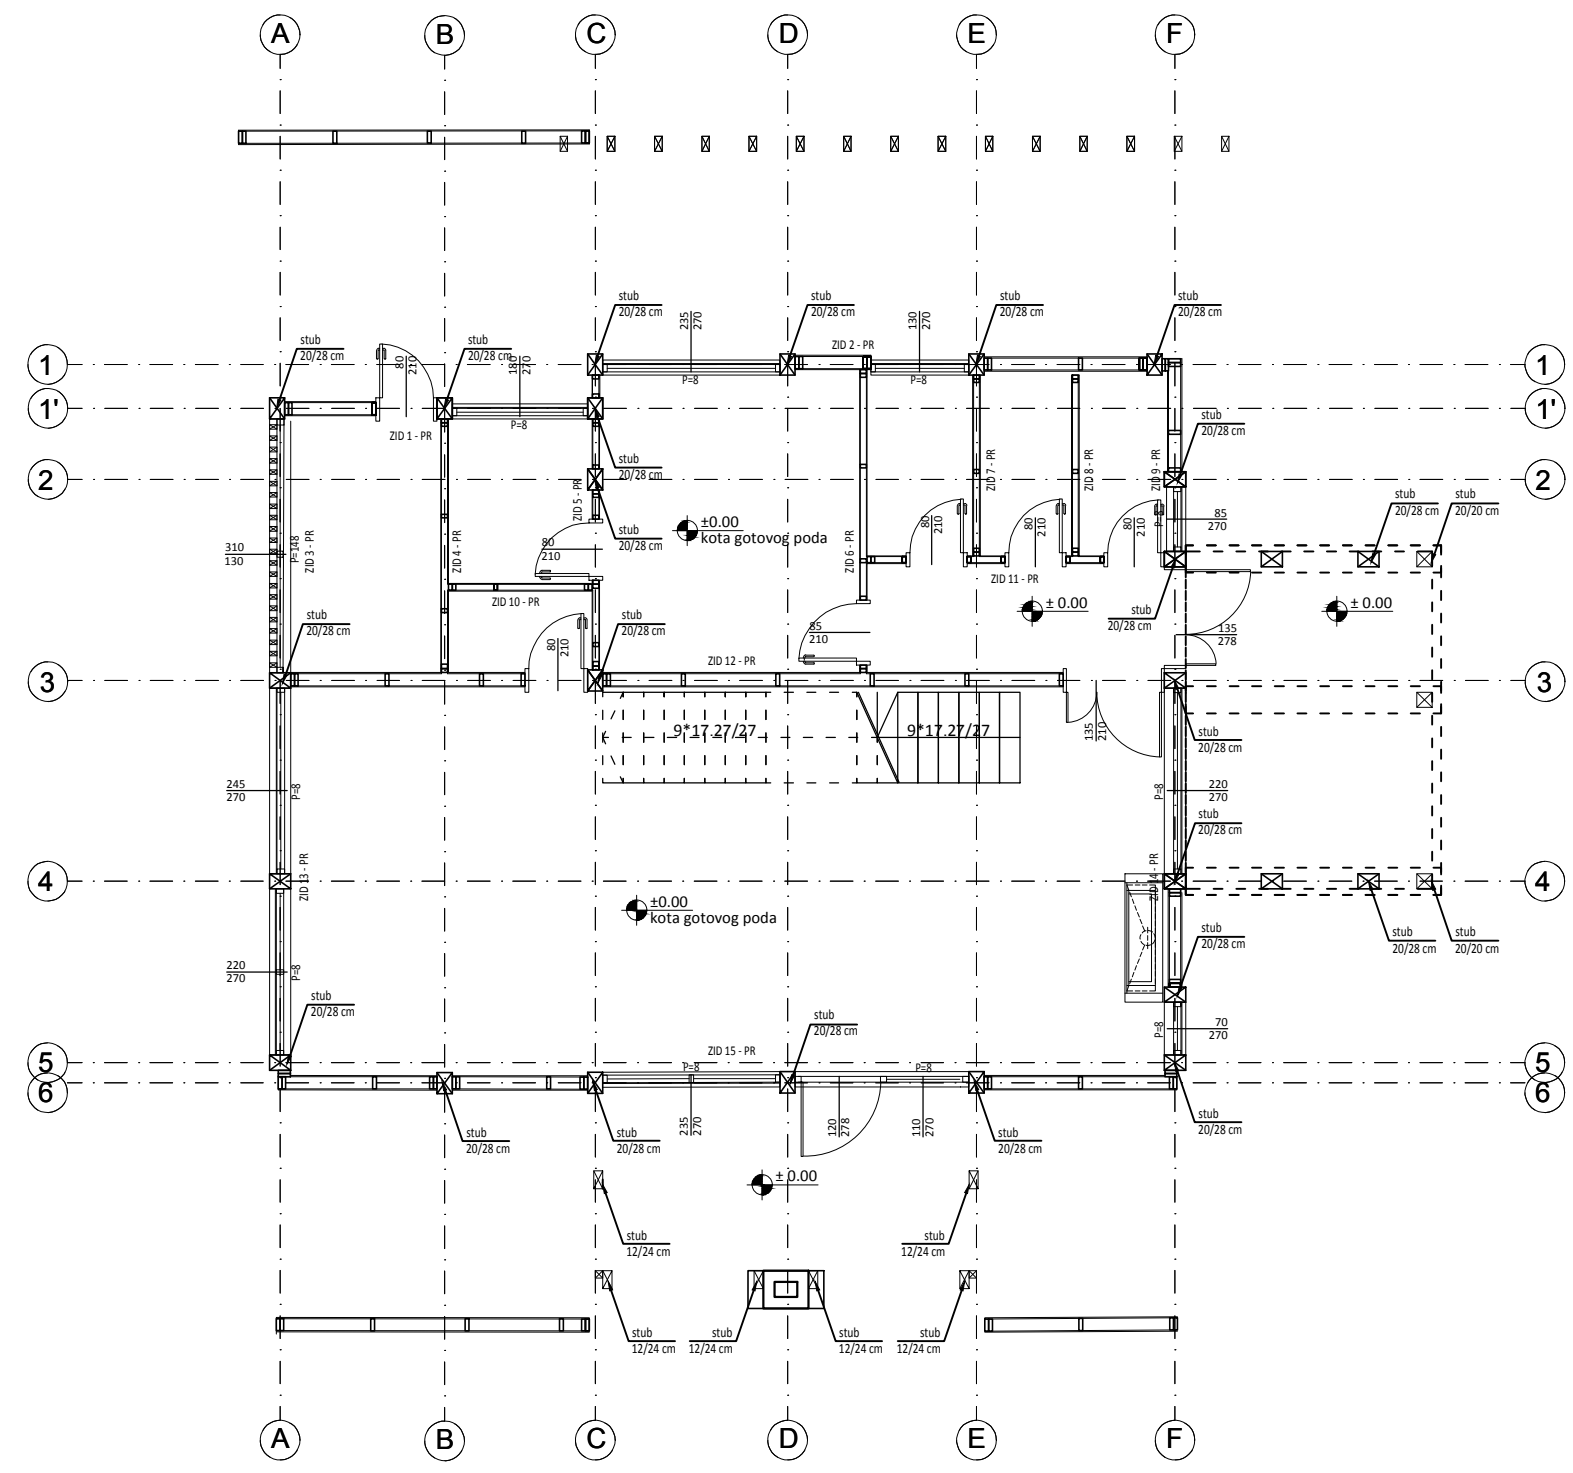 A B C D E F
stub
20/28 cm
stub
20/28 cm
stub
20/28 cm
stub
20/28 cm
235
270
130
270
ZID 2 - PR
1
1
stub
20/28 cm
stub
20/28 cm
80
210
180
270
P=8
P=8
1'
1'
ZID 1 - PR
P=8
stub
20/28 cm
2
2
stub
20/28 cm
ZID 5 - PR
ZID 7 - PR
ZID 8 - PR
ZID 9 - PR
stub
20/28 cm
stub
20/20 cm
±0.00
kota gotovog poda
stub
20/28 cm
85
270
80
210
80
210
80
210
80
210
310
130
P=148
ZID 3 - PR
ZID 4 - PR
ZID 6 - PR
ZID 10 - PR
ZID 11 - PR
± 0.00
± 0.00
stub
20/28 cm
stub
20/28 cm
stub
20/28 cm
85
210
135
278
80
210
ZID 12 - PR
3
3
9*17.27/27
9*17.27/27
135
210
stub
20/28 cm
245
270
P=8
P=8
220
270
stub
20/28 cm
4
4
ZID 13 - PR
ZID 14 - PR
±0.00
kota gotovog poda
stub
20/28 cm
stub
20/28 cm
stub
20/20 cm
220
270
P=8
stub
20/28 cm
stub
20/28 cm
P=8
70
270
5
5
ZID 15 - PR
P=8
P=8
6
6
235
270
120
278
110
270
stub
20/28 cm
stub
20/28 cm
stub
20/28 cm
stub
20/28 cm
± 0.00
stub
12/24 cm
stub
12/24 cm
stub
12/24 cm
stub
12/24 cm
stub
12/24 cm
stub
12/24 cm
A B C D E F